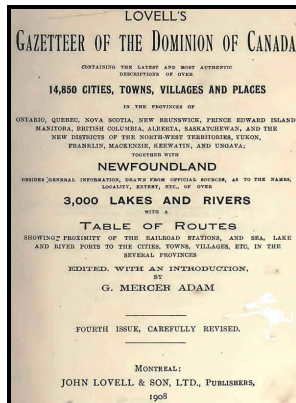 LOVELL'S
GAZETTEER OF THE DOMINION OF CANADA
CONTAINING THE LATEST AND MOST AUTHENTIC
DESCRIPTIONS OF OVER
14,850 CITIES, TOWNS, VILLAGES AND PLACES
IN THE PROVINCES OF
ONTARIO, QUEBEC, NOVA SCOTIA, NEW BRUNSWICK, PRINCE EDWARD ISLAND
MANITOBA, BRITISH COLUMBIA, ALBERTA, SASKATCHEWAN, AND THE
NEW DISTRICTS OF THE NORTH-WEST TERRITORIES, YUKON,
FRANKLIN, MACKENZIE, KEEWATIN, AND UNGAVA;
TOGETHER WITH
NEWFOUNDLAND
BESIDES GENERAL INFORMATION, DRAWN FROM OFFICIAL SOURCES, AS TO THE NAMES,
LOCALITY, EXTENT, ETC., OF OVER
3,000 LAKES AND RIVERS
WITH A
TABLE OF ROUTES
SHOWING PROXIMITY OF THE RAILROAD STATIONS, AND SEA, LAKE
AND RIVER PORTS TO THE CITIES, TOWNS, VILLAGES, ETC, IN THE
SEVERAL PROVINCES
EDITED, WITH AN INTRODUCTION,
BY
G. MERCER ADAM
FOURTH ISSUE, CAREFULLY REVISED.
MONTREAL:
JOHN LOVELL & SON, LTD., PUBLISHERS,
1908